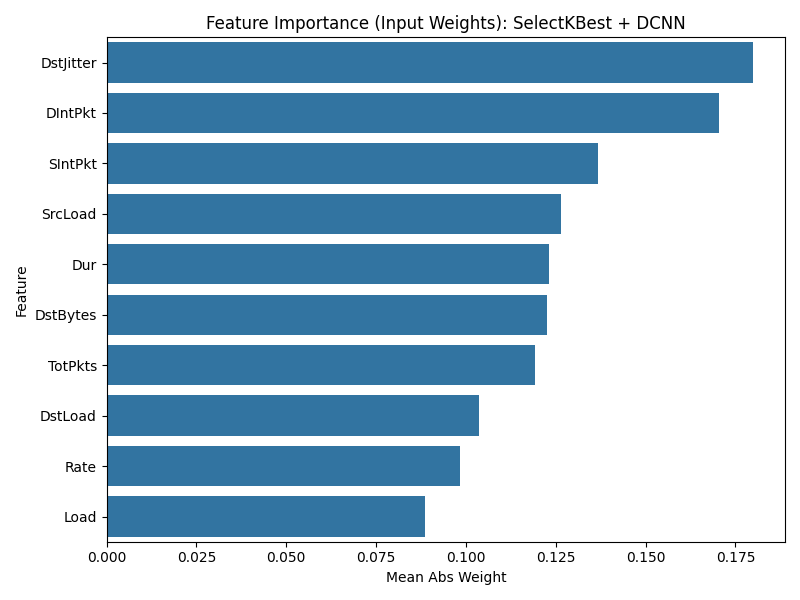 Feature Importance (Input Weights): SelectKBest + DCNN
DstJitter
DIntPkt
SIntPkt
SrcLoad
Dur
DstBytes
TotPkts
DstLoad
Rate
Load
Feature
0.000 0.025 0.050 0.075 0.100 0.125 0.150 0.175
Mean Abs Weight